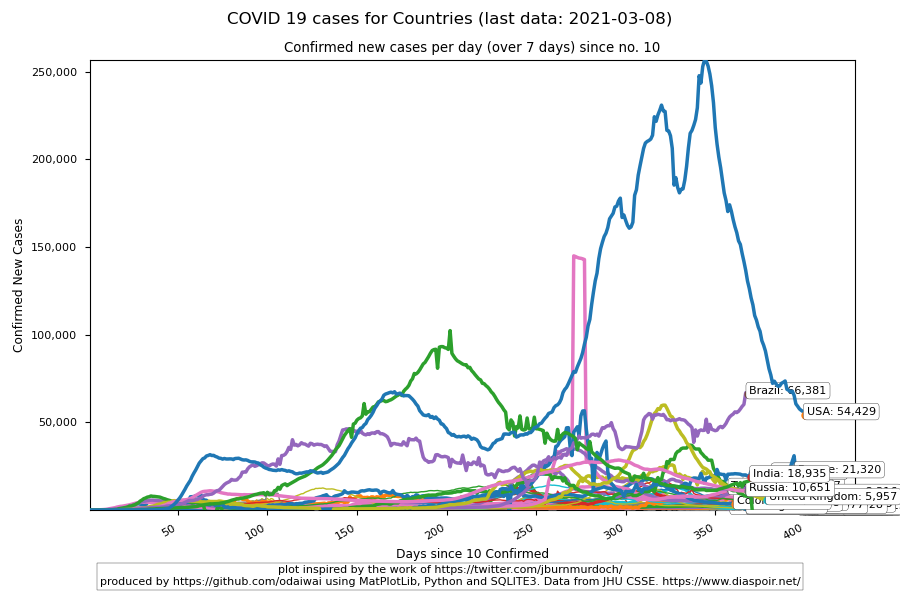 COVID 19 cases for Countries (last data: 2021-03-08)
Confirmed new cases per day (over 7 days) since no. 10
250,000
200,000
150,000
100,000
50,000
Confirmed New Cases
Brazil: 66,381
USA: 54,429
21,320
India: 18,935
Russia: 10,651
United Kingdom: 5,957
50
100
150
200
250
300
350
400
Days since 10 Confirmed
plot inspired by the work of https://twitter.com/jburnmurdoch/
produced by https://github.com/odaiwai using MatPlotLib, Python and SQLITE3. Data from JHU CSSE. https://www.diaspoir.net/